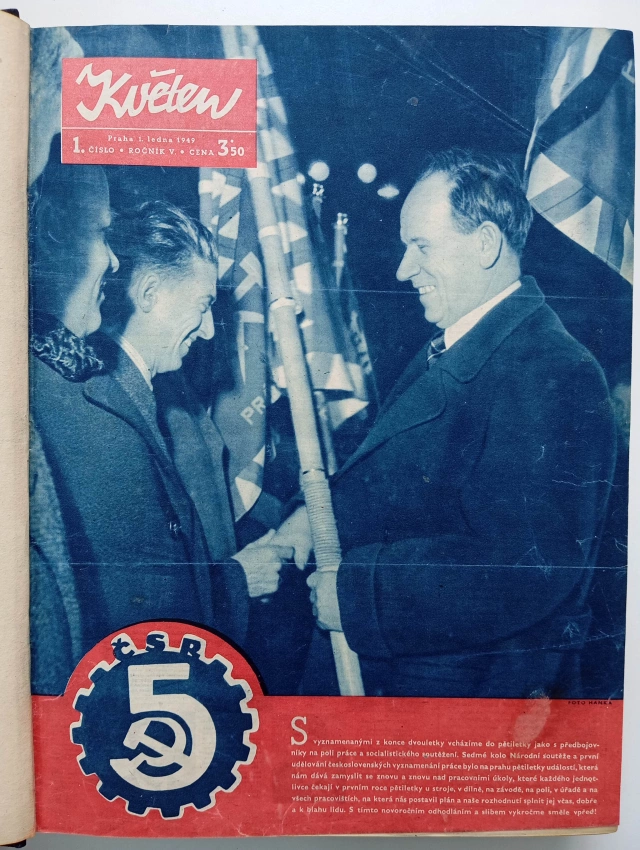 Květen
Praha 1. ledna 1949
1. ČÍSLO • ROČNÍK V. • CENA 3·50
PR
ČSR
5
FOTO HANKA
S vyznamenanými z konce dvouletky vcházíme do pětiletky jako s předbojov-
níky na poli práce a socialistického soutěžení. Sedmé kolo Národní soutěže a první
udělování československých vyznamenání práce bylo na prahu pětiletky událostí, která
nám dává zamyslit se znovu a znovu nad pracovními úkoly, které každého jednot-
livce čekají v prvním roce pětiletky u stroje, v dílně, na závodě, na poli, v úřadě a na
všech pracovištích, na která nás postavil plán a naše rozhodnutí splnit jej včas, dobře
a k blahu lidu. S tímto novoročním odhodláním a slibem vykročme směle vpřed!